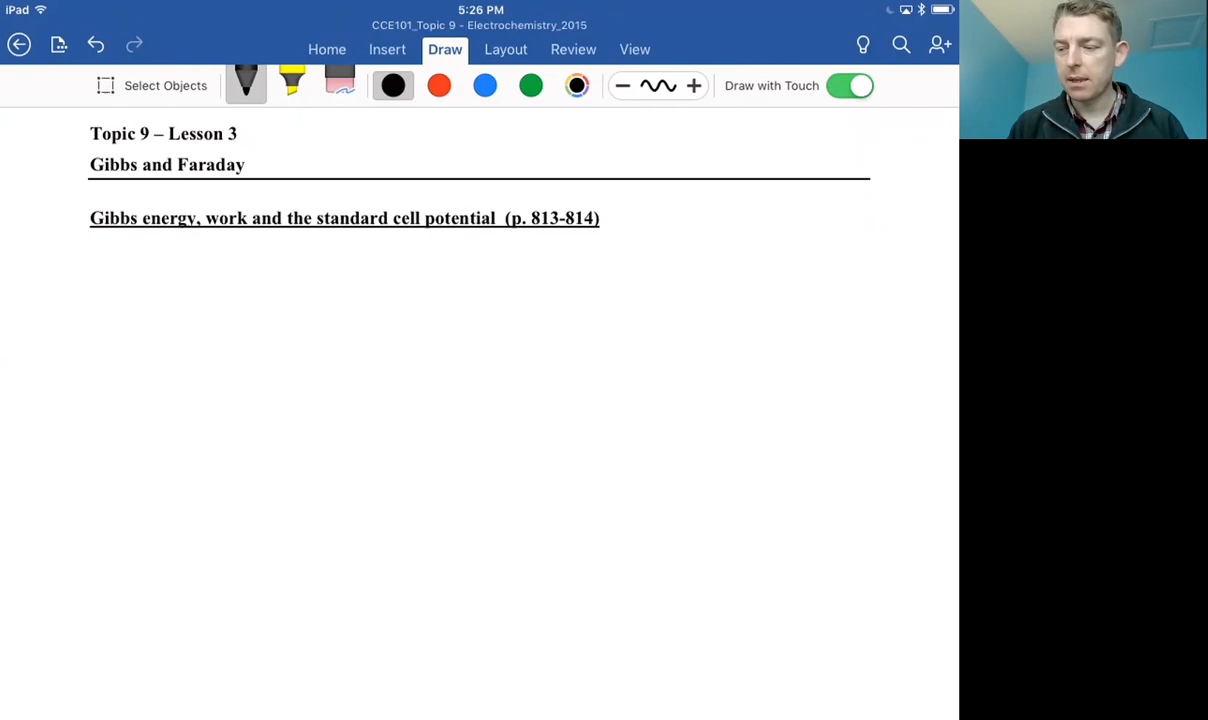 iPad 5:26 PM
CCE101_Topic 9 - Electrochemistry_2015
Home Insert Draw Layout Review View
Select Objects Draw with Touch
Topic 9 – Lesson 3
Gibbs and Faraday
Gibbs energy, work and the standard cell potential (p. 813-814)